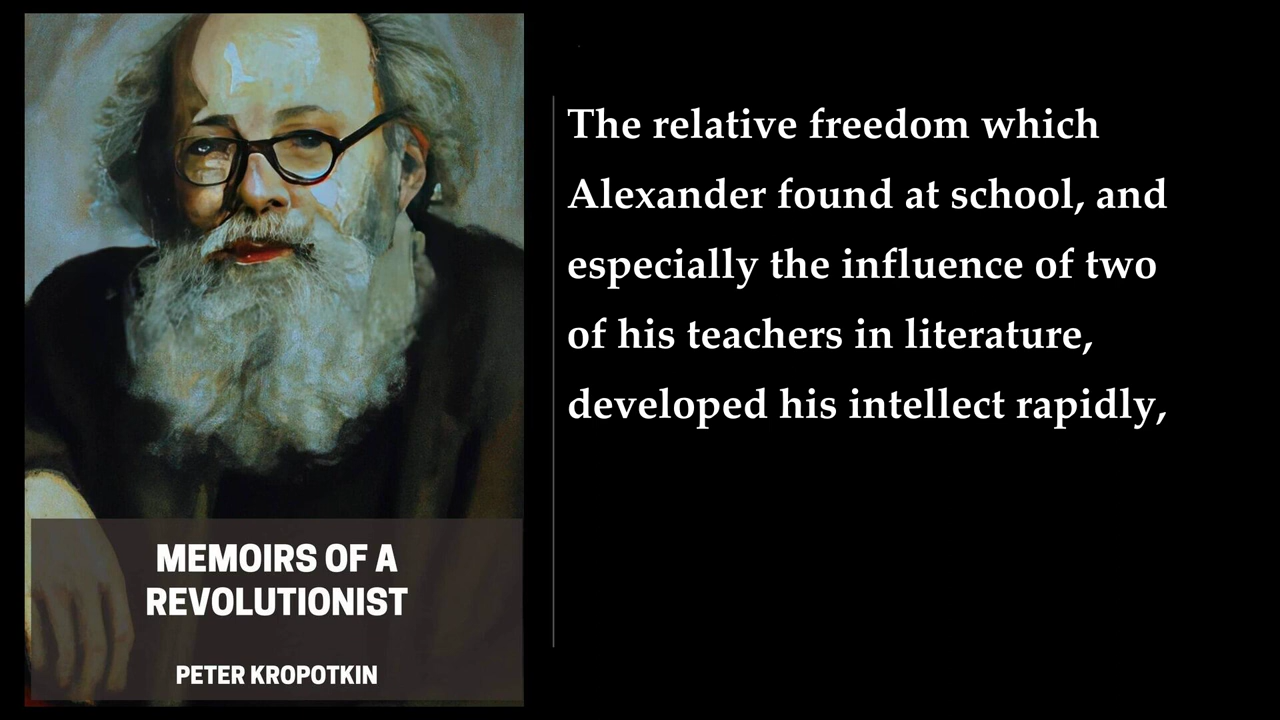 The relative freedom which
Alexander found at school, and
especially the influence of two
of his teachers in literature,
developed his intellect rapidly,
MEMOIRS OF A
REVOLUTIONIST
PETER KROPOTKIN